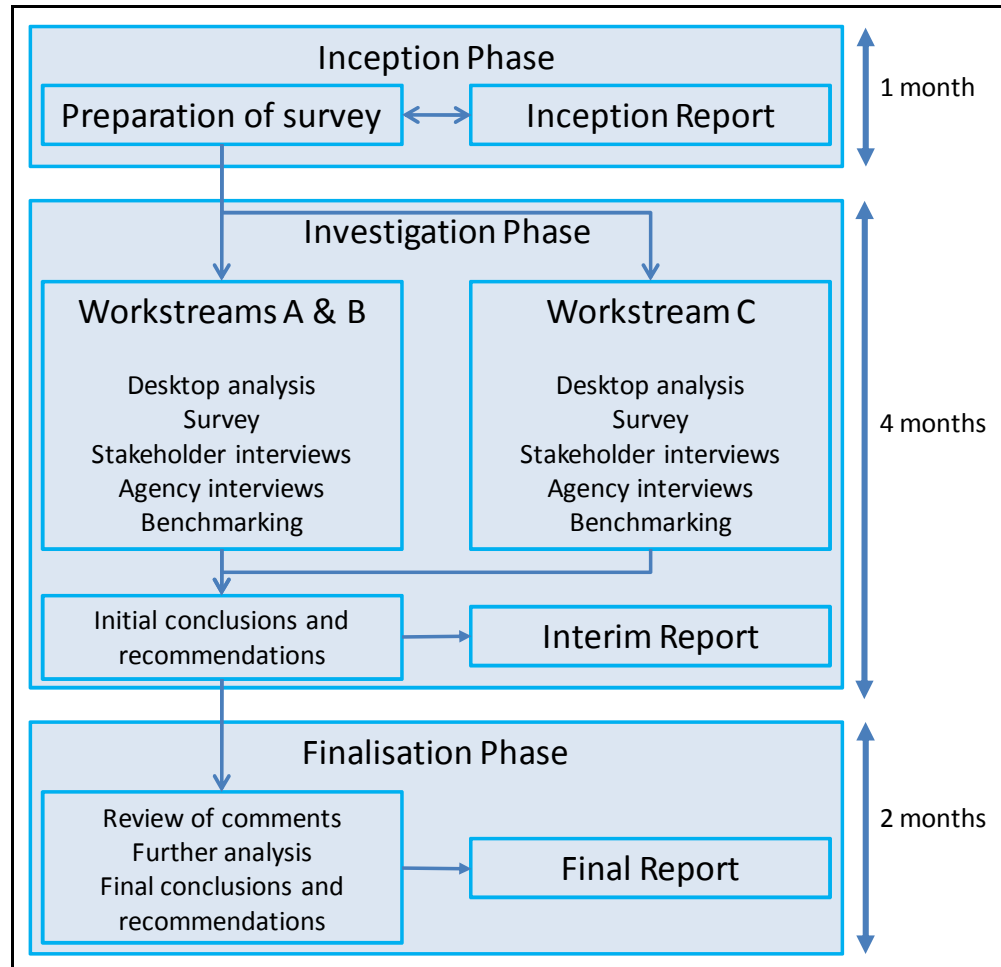 Inception Phase
1 month
Preparation of survey
Inception Report
Investigation Phase
Workstreams A & B
Desktop analysis
Survey
Stakeholder interviews
Agency interviews
Benchmarking
Workstream C
Desktop analysis
Survey
Stakeholder interviews
Agency interviews
Benchmarking
4 months
Initial conclusions and
recommendations
Interim Report
Finalisation Phase
Review of comments
Further analysis
Final conclusions and
recommendations
Final Report
2 months